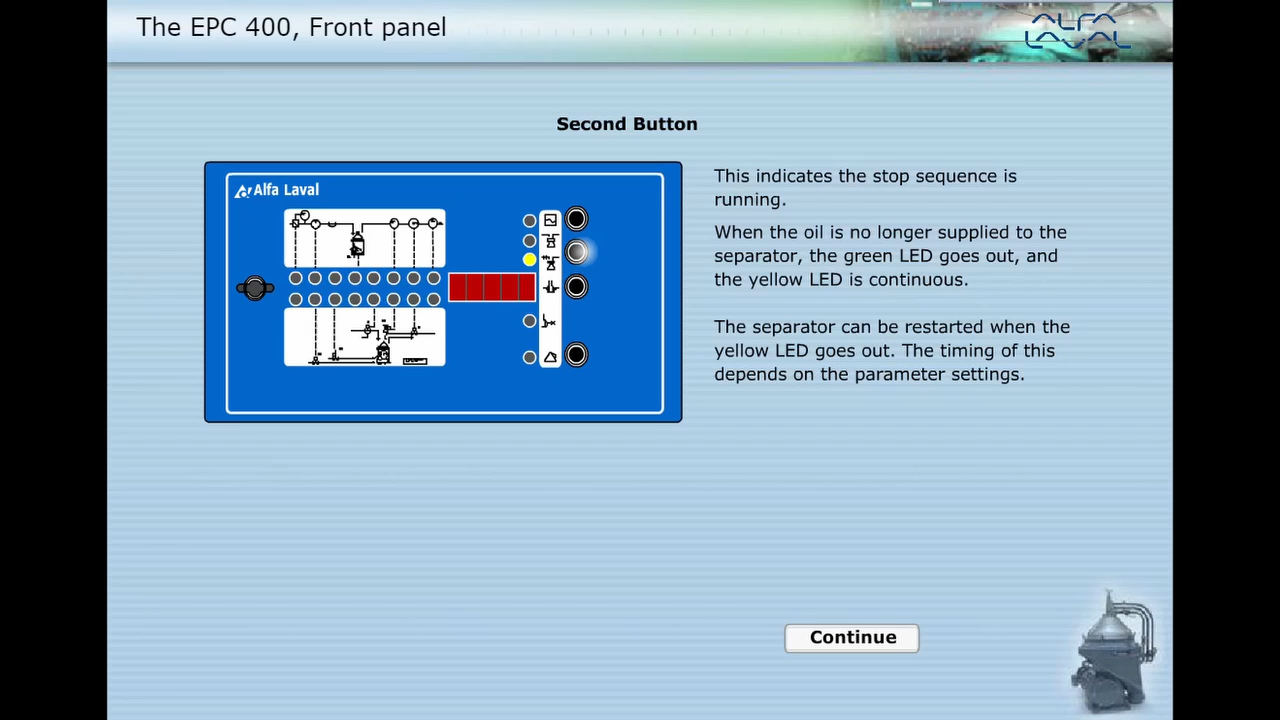 The EPC 400, Front panel
ALFA
LAVAL
Second Button
Alfa Laval
This indicates the stop sequence is
running.
When the oil is no longer supplied to the
separator, the green LED goes out, and
the yellow LED is continuous.
The separator can be restarted when the
yellow LED goes out. The timing of this
depends on the parameter settings.
Continue